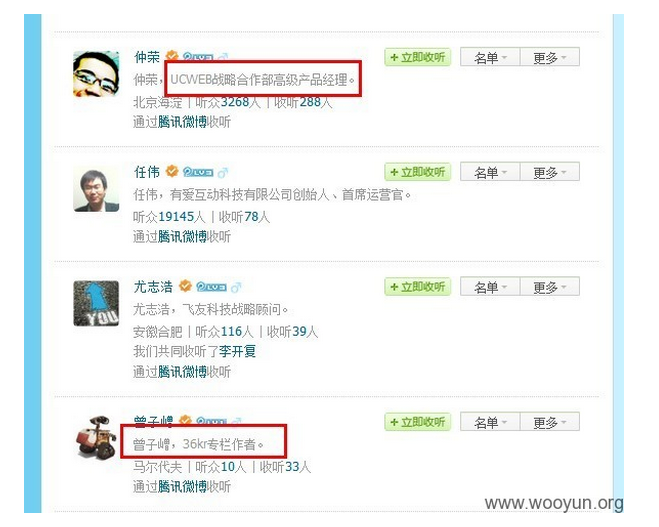 仲荣
+ 立即收听 名单 更多
仲荣，UCWEB战略合作部高级产品经理。
北京海淀 | 听众3268人 | 收听288人
通过腾讯微博收听
任伟
+ 立即收听 名单 更多
任伟，有爱互动科技有限公司创始人、首席运营官。
听众19145人 | 收听78人
通过腾讯微博收听
尤志浩
+ 立即收听 名单 更多
YOU
尤志浩，飞友科技战略顾问。
安徽合肥 | 听众116人 | 收听39人
我们共同收听了李开复
通过腾讯微博收听
+ 立即收听 名单 更多
36kr专栏作者。
马尔代夫 | 听众10人 | 收听33人
通过腾讯微博收听
www.wooyun.org